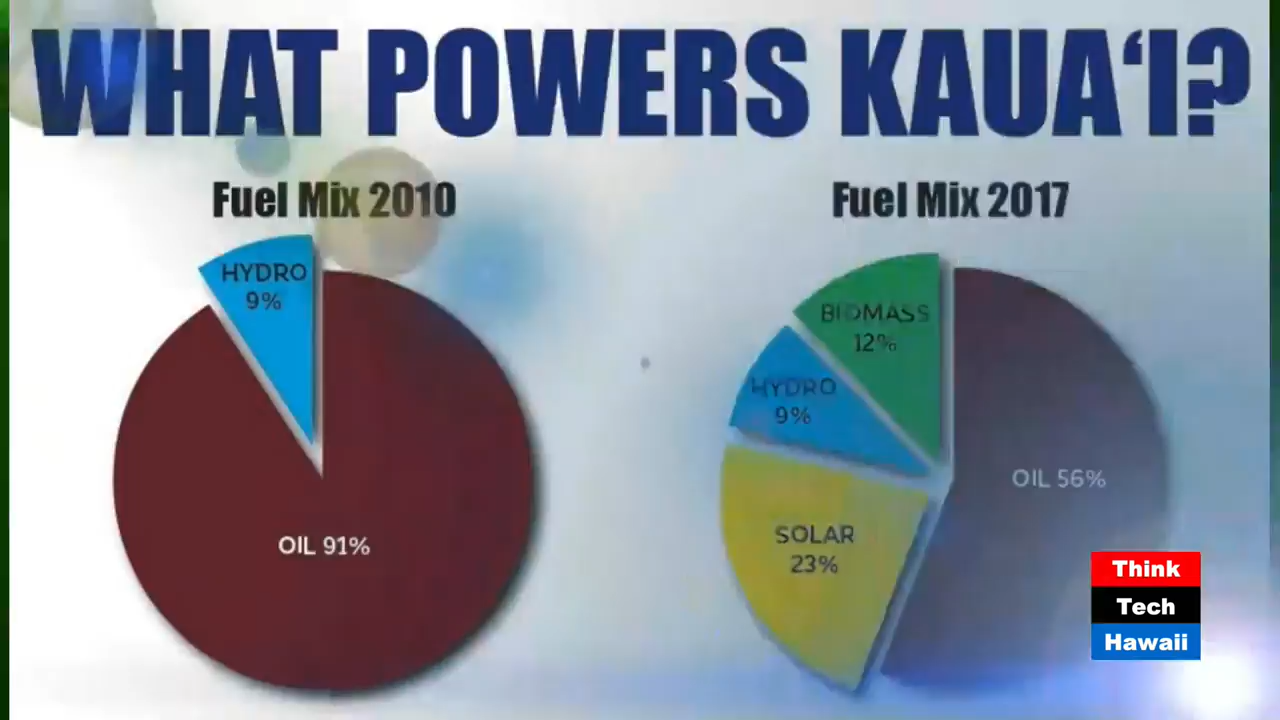 WHAT POWERS KAUA‘I?
Fuel Mix 2010
HYDRO
9%
OIL 91%
Fuel Mix 2017
BIOMASS
12%
HYDRO
9%
SOLAR
23%
OIL 56%
Think
Tech
Hawaii